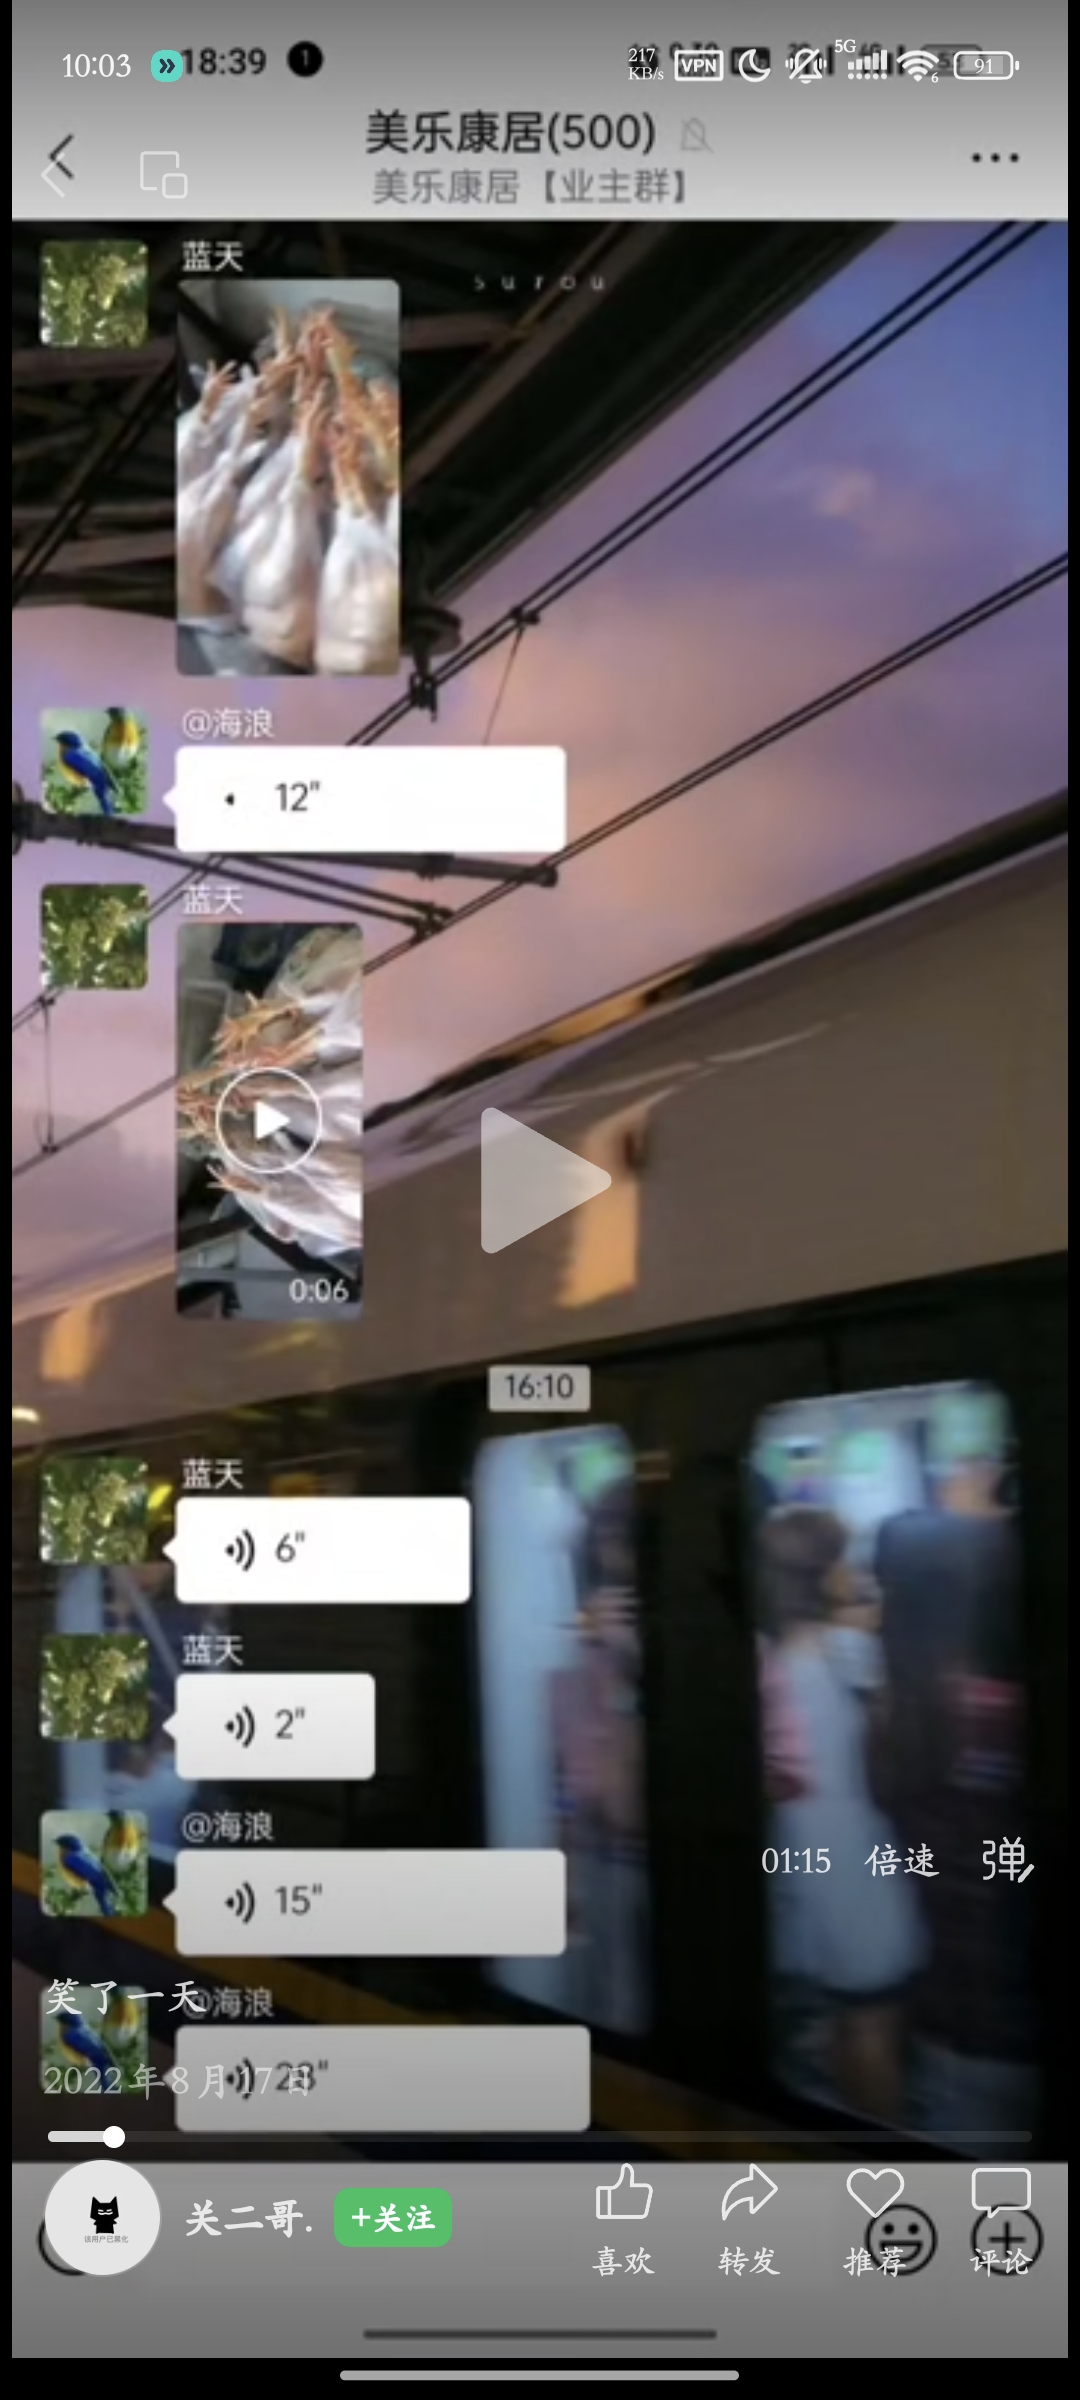 10:03
18:39
1
217
KB/s
VPN
5G
6
91
美乐康居(500)
美乐康居【业主群】
蓝天
surou
@海浪
12"
蓝天
0:06
16:10
蓝天
6"
蓝天
2"
@海浪
15"
01:15 倍速 弹
笑了一天
@海浪
2022年8月17日
28"
关二哥.
+关注
喜欢
转发
推荐
评论